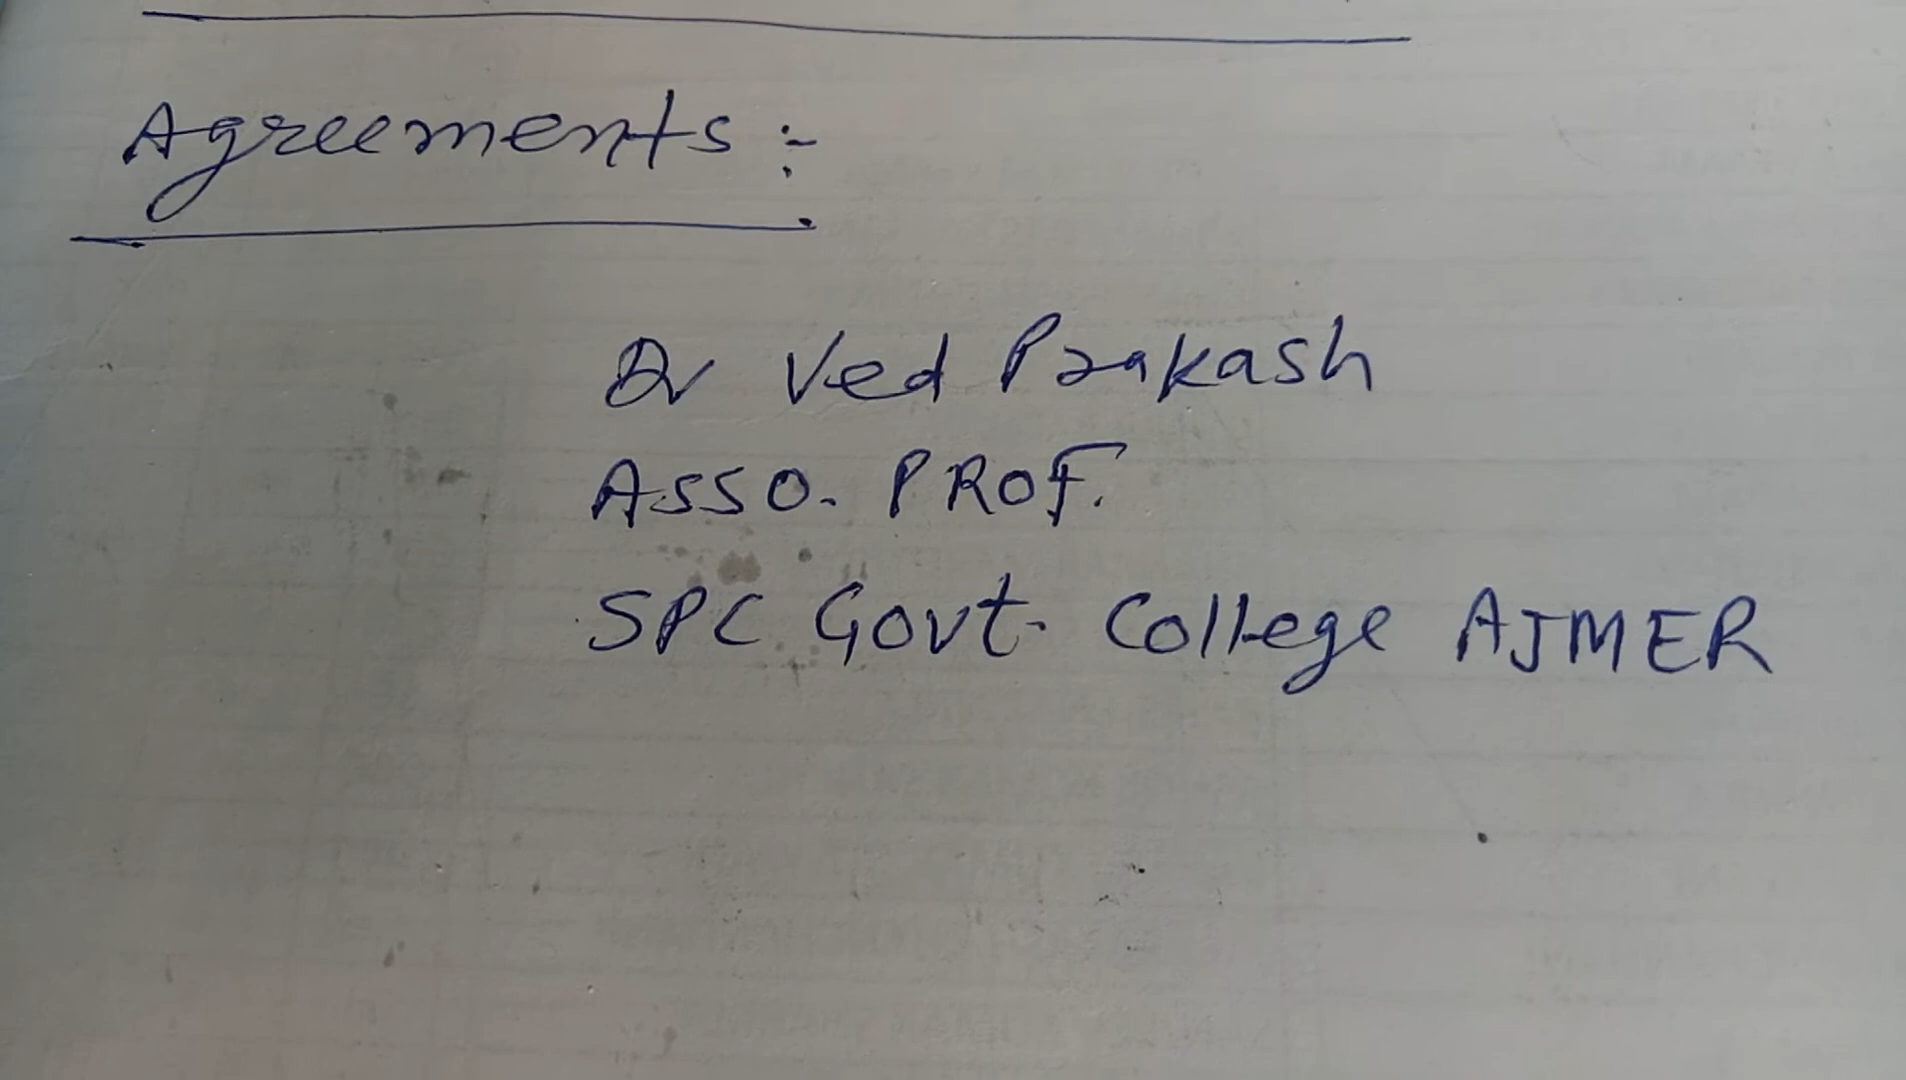 Agreements :-
Dr Ved Prakash
Asso. PROF.
SPC Govt. College AJMER